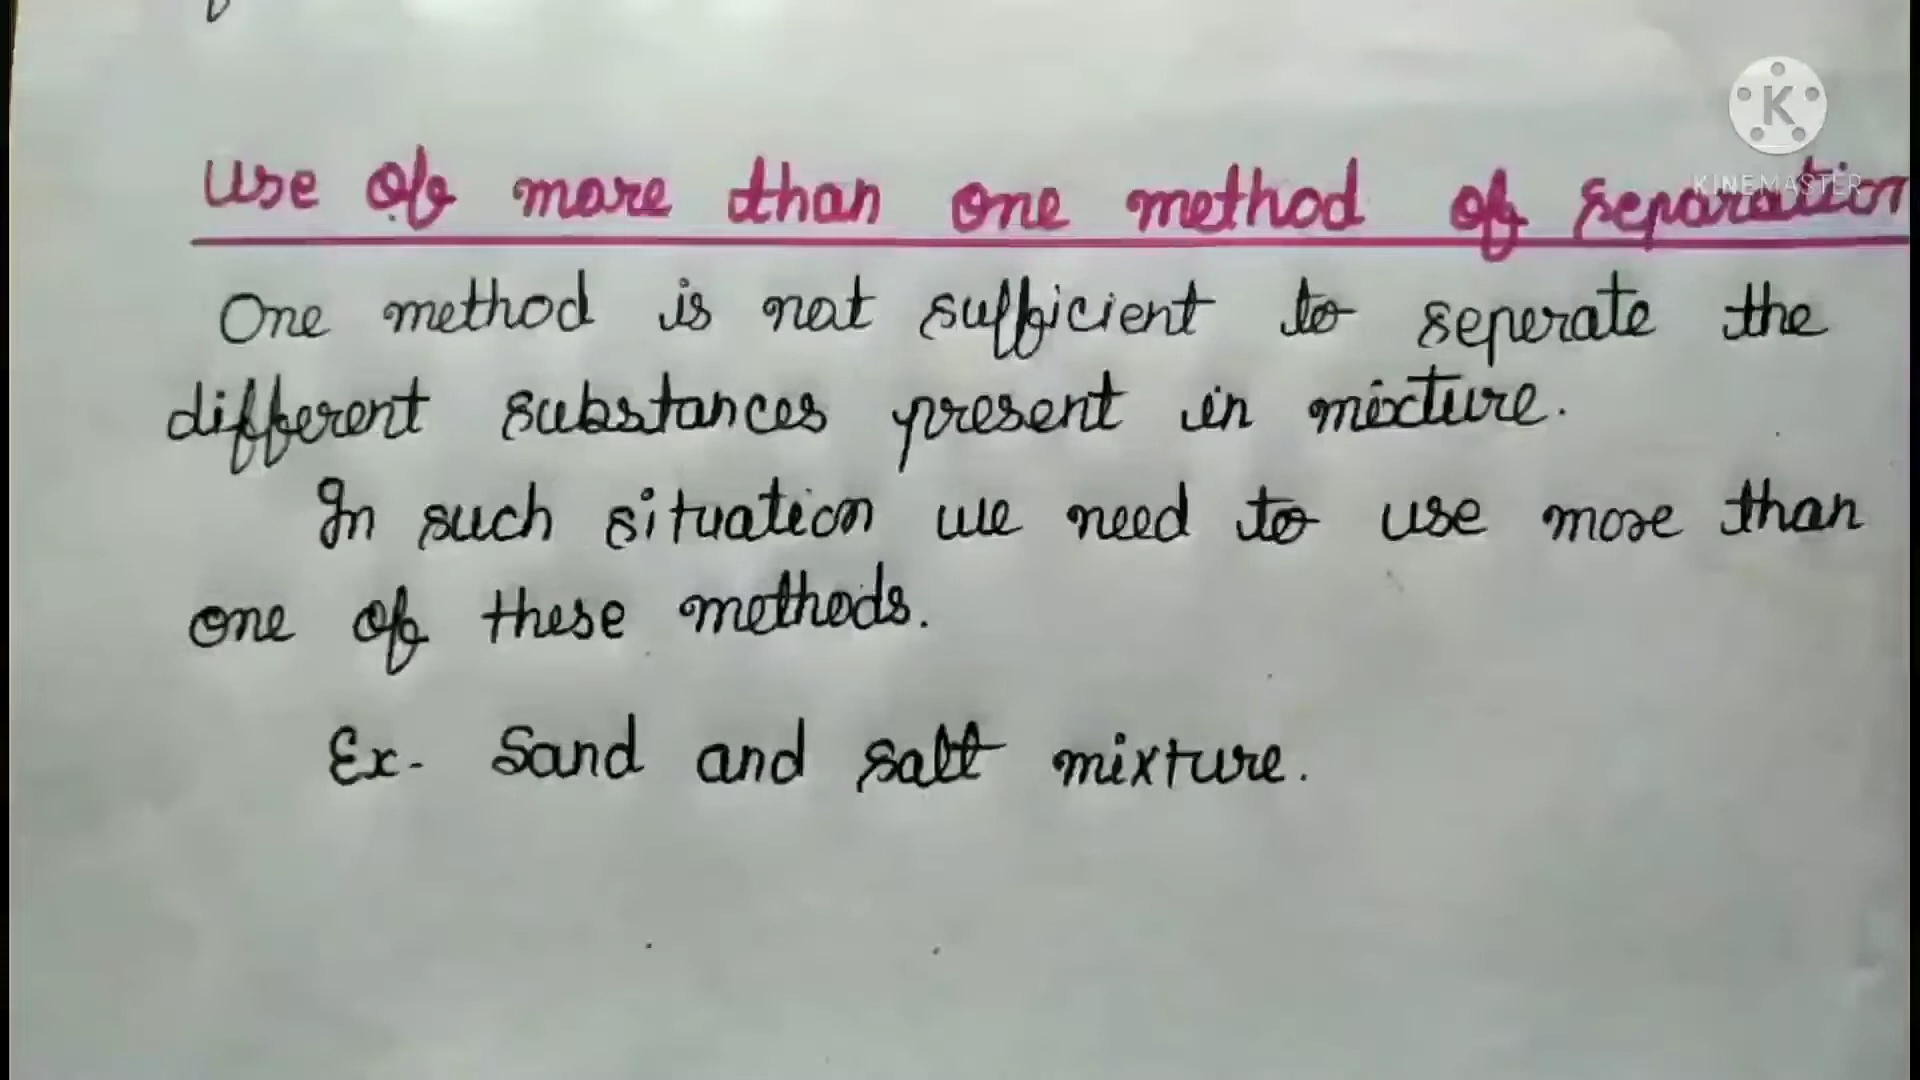 K
KINEMASTER
Use of more than one method of separation
One method is not sufficient to seperate the
different substances present in mixture.
In such situation we need to use more than
one of these methods.
Ex- Sand and salt mixture.